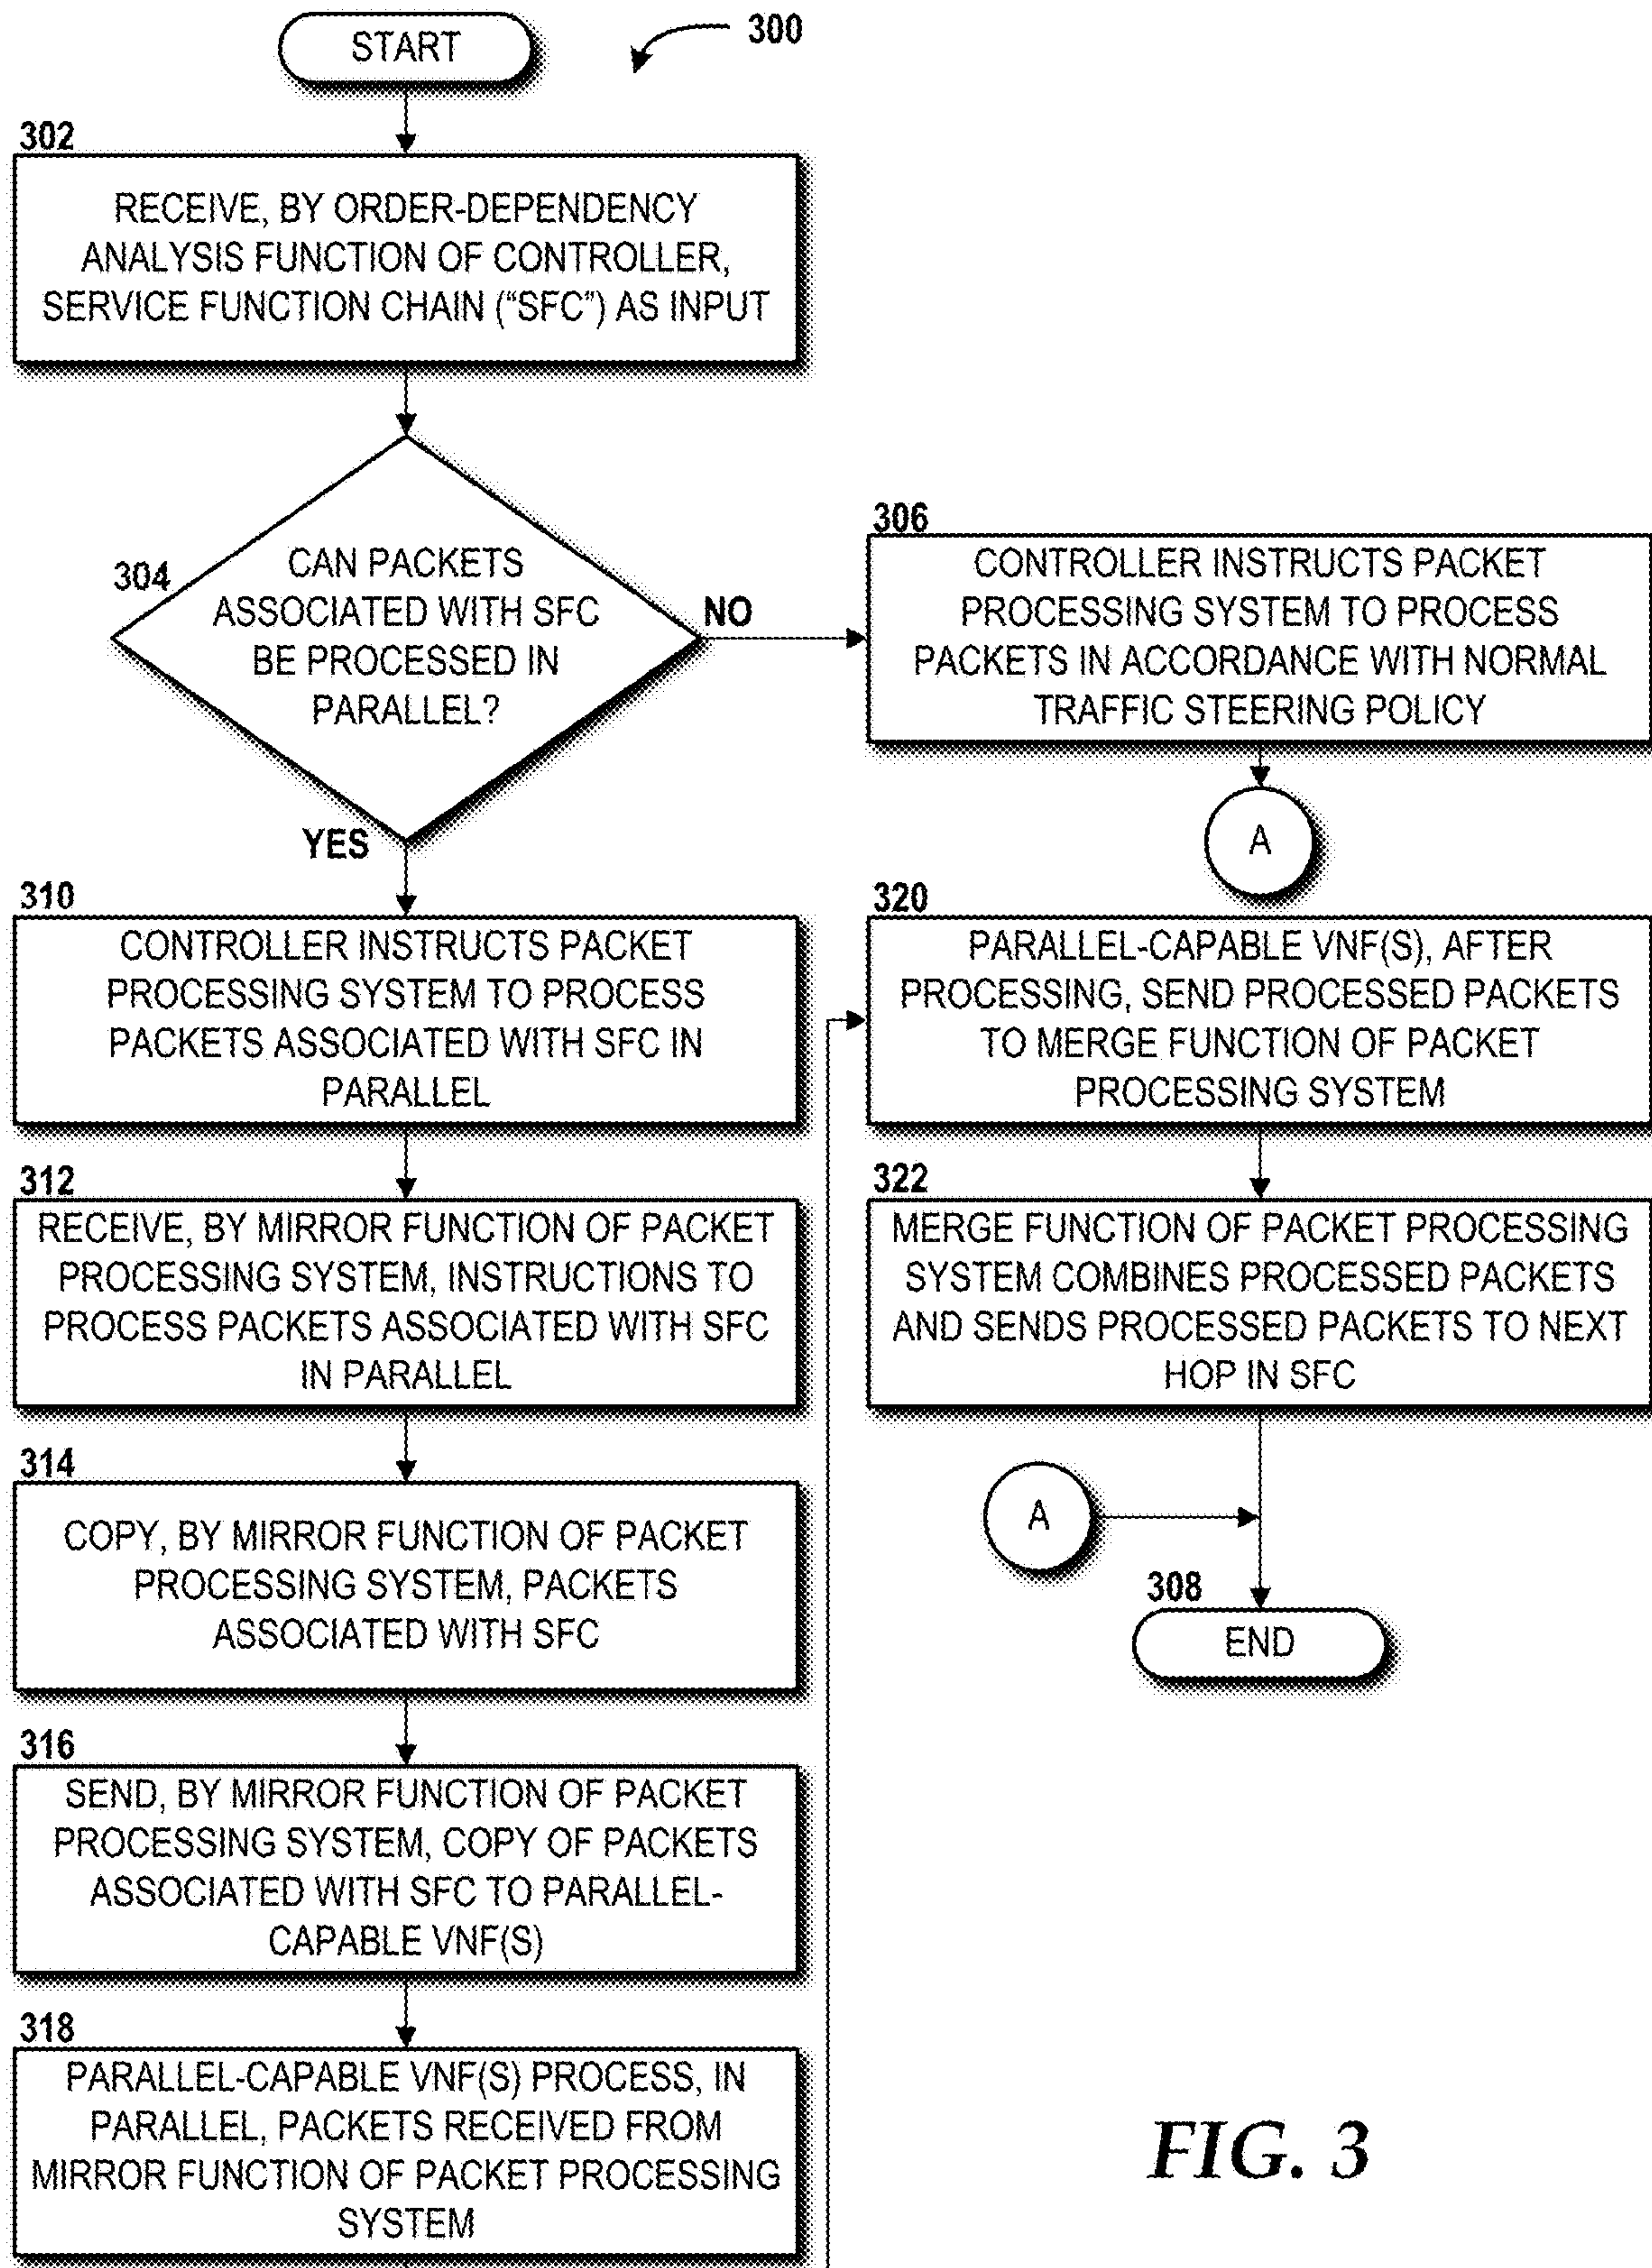 START
300
302
RECEIVE, BY ORDER-DEPENDENCY
ANALYSIS FUNCTION OF CONTROLLER,
SERVICE FUNCTION CHAIN (“SFC”) AS INPUT
304
CAN PACKETS
ASSOCIATED WITH SFC
BE PROCESSED IN
PARALLEL?
NO
YES
306
CONTROLLER INSTRUCTS PACKET
PROCESSING SYSTEM TO PROCESS
PACKETS IN ACCORDANCE WITH NORMAL
TRAFFIC STEERING POLICY
A
310
CONTROLLER INSTRUCTS PACKET
PROCESSING SYSTEM TO PROCESS
PACKETS ASSOCIATED WITH SFC IN
PARALLEL
312
RECEIVE, BY MIRROR FUNCTION OF PACKET
PROCESSING SYSTEM, INSTRUCTIONS TO
PROCESS PACKETS ASSOCIATED WITH SFC
IN PARALLEL
314
COPY, BY MIRROR FUNCTION OF PACKET
PROCESSING SYSTEM, PACKETS
ASSOCIATED WITH SFC
316
SEND, BY MIRROR FUNCTION OF PACKET
PROCESSING SYSTEM, COPY OF PACKETS
ASSOCIATED WITH SFC TO PARALLEL-
CAPABLE VNF(S)
318
PARALLEL-CAPABLE VNF(S) PROCESS, IN
PARALLEL, PACKETS RECEIVED FROM
MIRROR FUNCTION OF PACKET PROCESSING
SYSTEM
320
PARALLEL-CAPABLE VNF(S), AFTER
PROCESSING, SEND PROCESSED PACKETS
TO MERGE FUNCTION OF PACKET
PROCESSING SYSTEM
322
MERGE FUNCTION OF PACKET PROCESSING
SYSTEM COMBINES PROCESSED PACKETS
AND SENDS PROCESSED PACKETS TO NEXT
HOP IN SFC
A
308
END
FIG. 3